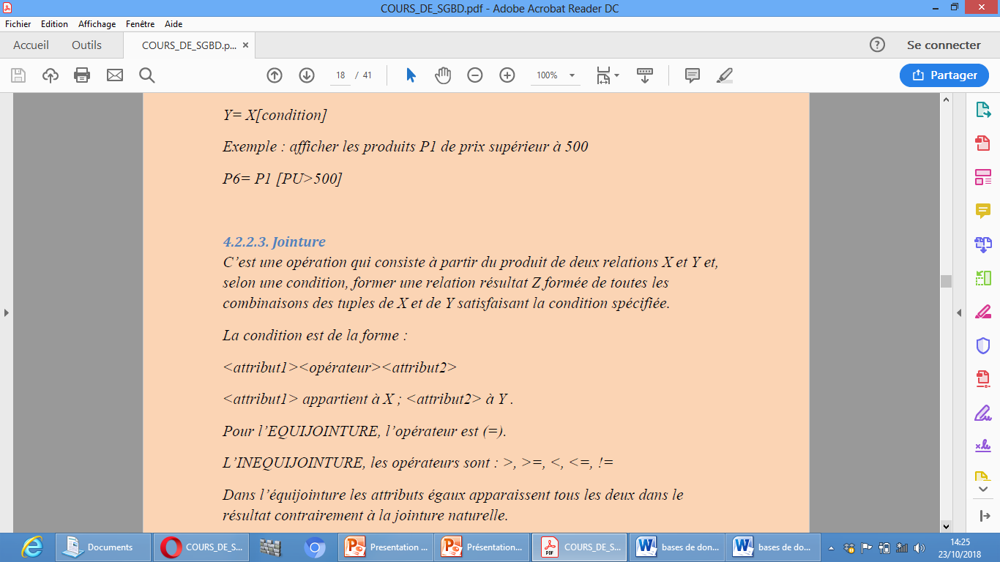 COURS_DE_SGBD.pdf - Adobe Acrobat Reader DC
Fichier Edition Affichage Fenêtre Aide
Accueil Outils COURS_DE_SGBD.p... × Se connecter
18 / 41 100% Partager
Y= X[condition]
Exemple : afficher les produits P1 de prix supérieur à 500
P6= P1 [PU>500]
4.2.2.3. Jointure
C’est une opération qui consiste à partir du produit de deux relations X et Y et,
selon une condition, former une relation résultat Z formée de toutes les
combinaisons des tuples de X et de Y satisfaisant la condition spécifiée.
La condition est de la forme :
<attribut1><opérateur><attribut2>
<attribut1> appartient à X ; <attribut2> à Y .
Pour l’EQUIJOINTURE, l’opérateur est (=).
L’INEQUIJOINTURE, les opérateurs sont : >, >=, <, <=, !=
Dans l’équijointure les attributs égaux apparaissent tous les deux dans le
résultat contrairement à la jointure naturelle.
Documents COURS_DE_S... Presentation ... Présentation... COURS_DE_S... bases de don... bases de do... 14:25
23/10/2018